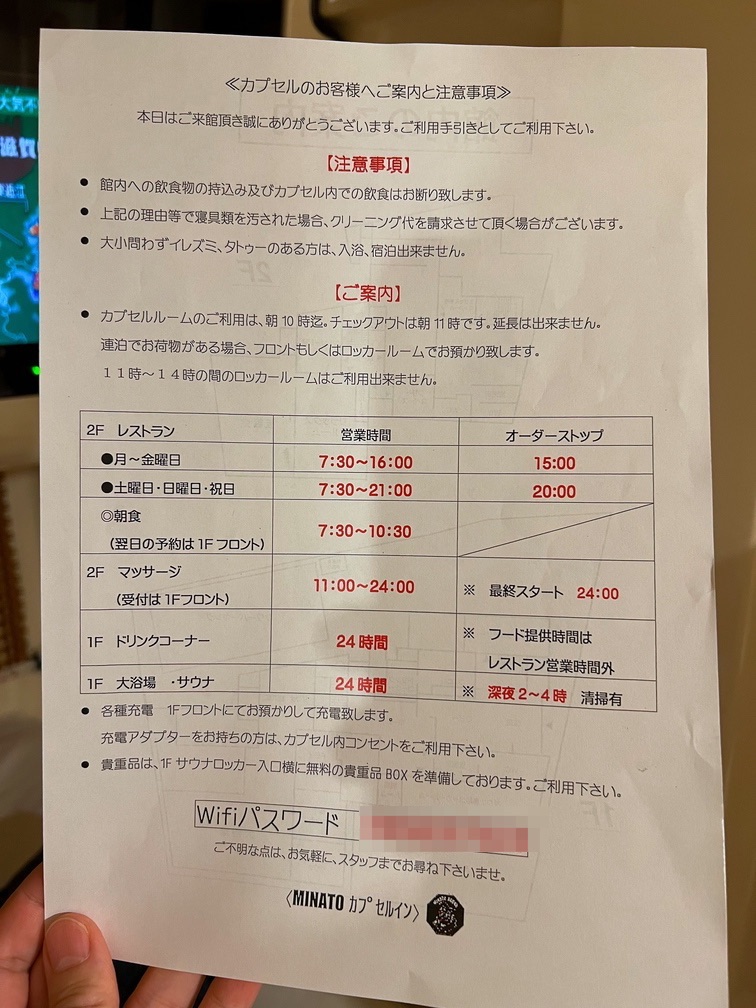 ≪カプセルのお客様へご案内と注意事項≫
本日はご来館頂き誠にありがとうございます。ご利用手引きとしてご利用下さい。
【注意事項】
● 館内への飲食物の持込み及びカプセル内での飲食はお断り致します。
● 上記の理由等で寝具類を汚された場合、クリーニング代を請求させて頂く場合がございます。
● 大小問わずイレズミ、タトゥーのある方は、入浴、宿泊出来ません。
【ご案内】
● カプセルルームのご利用は、朝10時迄。チェックアウトは朝11時です。延長は出来ません。
連泊でお荷物がある場合、フロントもしくはロッカールームでお預かり致します。
11時～14時の間のロッカールームはご利用出来ません。
2F レストラン 営業時間 オーダーストップ
●月～金曜日 7:30～16:00 15:00
●土曜日・日曜日・祝日 7:30～21:00 20:00
◎朝食
(翌日の予約は1Fフロント) 7:30～10:30
2F マッサージ
(受付は1Fフロント) 11:00～24:00 ※ 最終スタート 24:00
1F ドリンクコーナー 24時間 ※ フード提供時間は
レストラン営業時間外
1F 大浴場 ・サウナ 24時間 ※ 深夜2～4時 清掃有
● 各種充電 1Fフロントにてお預かりして充電致します。
充電アダプターをお持ちの方は、カプセル内コンセントをご利用下さい。
● 貴重品は、1F サウナロッカー入口横に無料の貴重品BOXを準備しております。ご利用下さい。
Wifiパスワード
ご不明な点は、お気軽に、スタッフまでお尋ね下さいませ。
〈MINATO カプセルイン〉